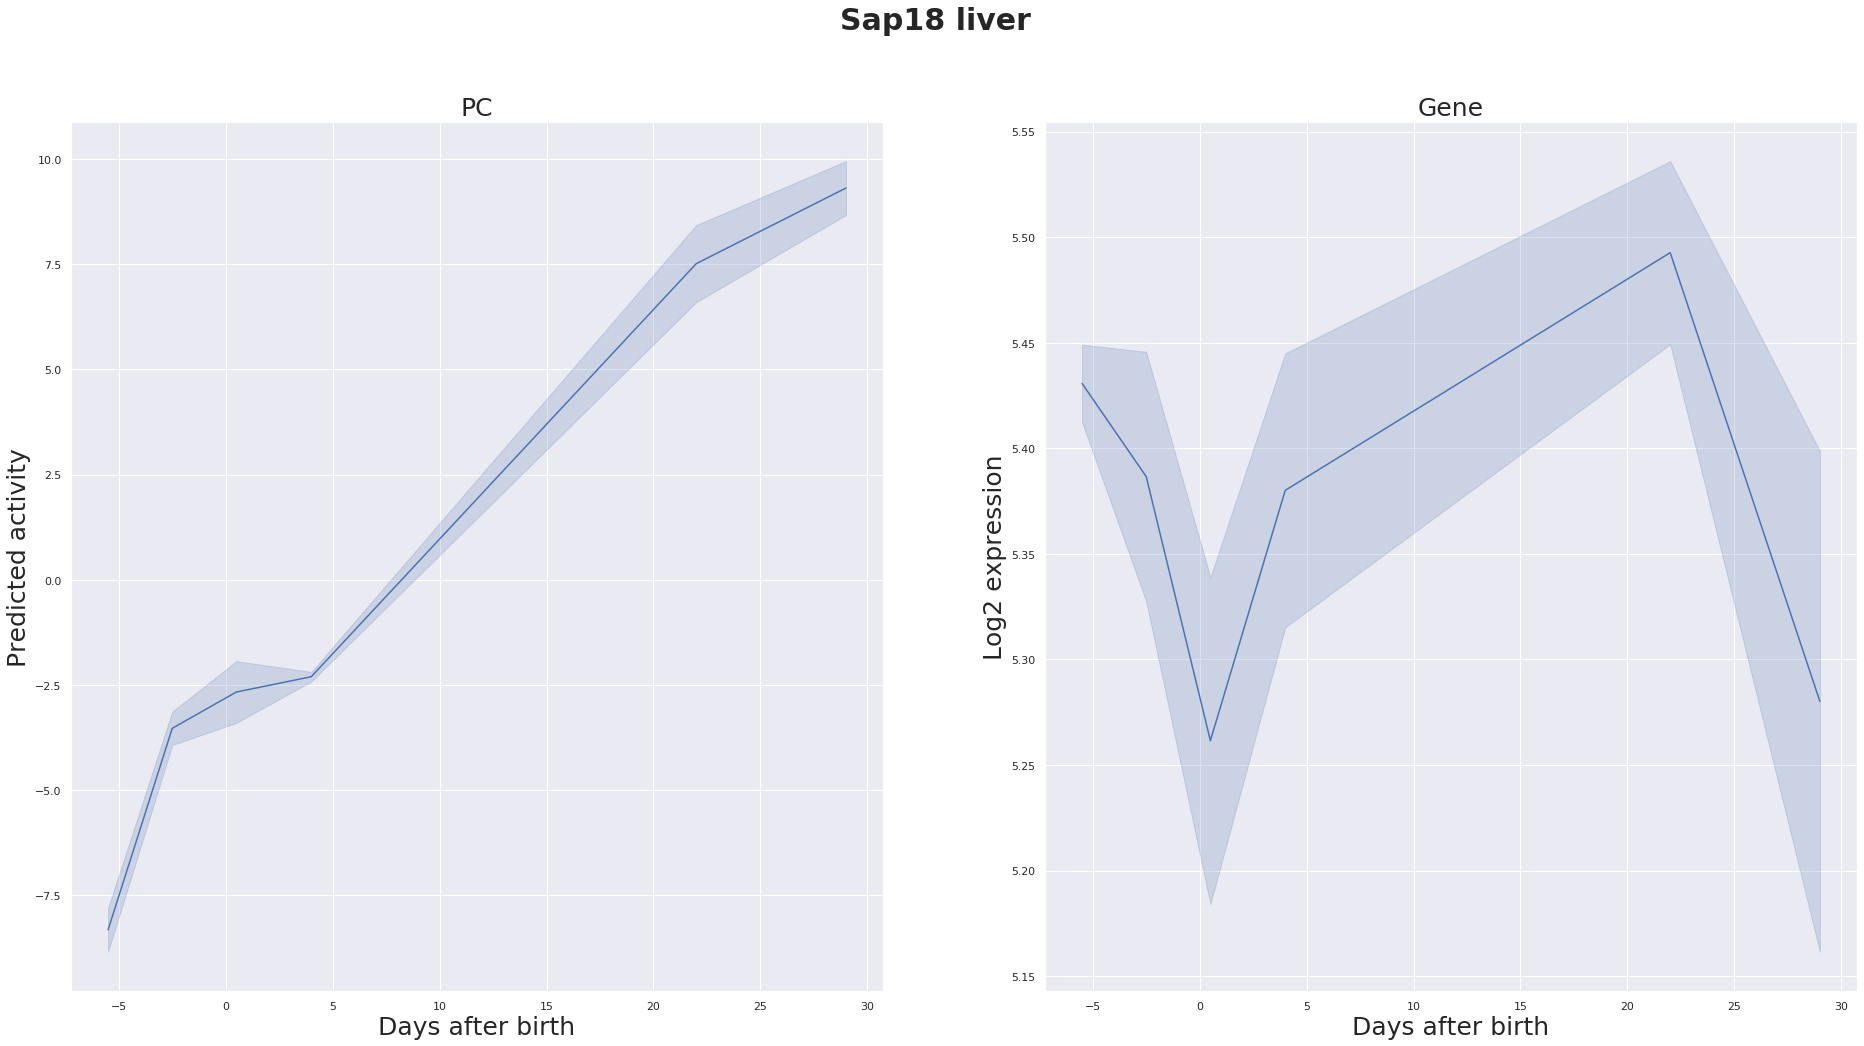 Sap18 liver
PC
Predicted activity
10.0
7.5
5.0
2.5
0.0
−2.5
−5.0
−7.5
−5 0 5 10 15 20 25 30
Days after birth
Gene
Log2 expression
5.55
5.50
5.45
5.40
5.35
5.30
5.25
5.20
5.15
−5 0 5 10 15 20 25 30
Days after birth